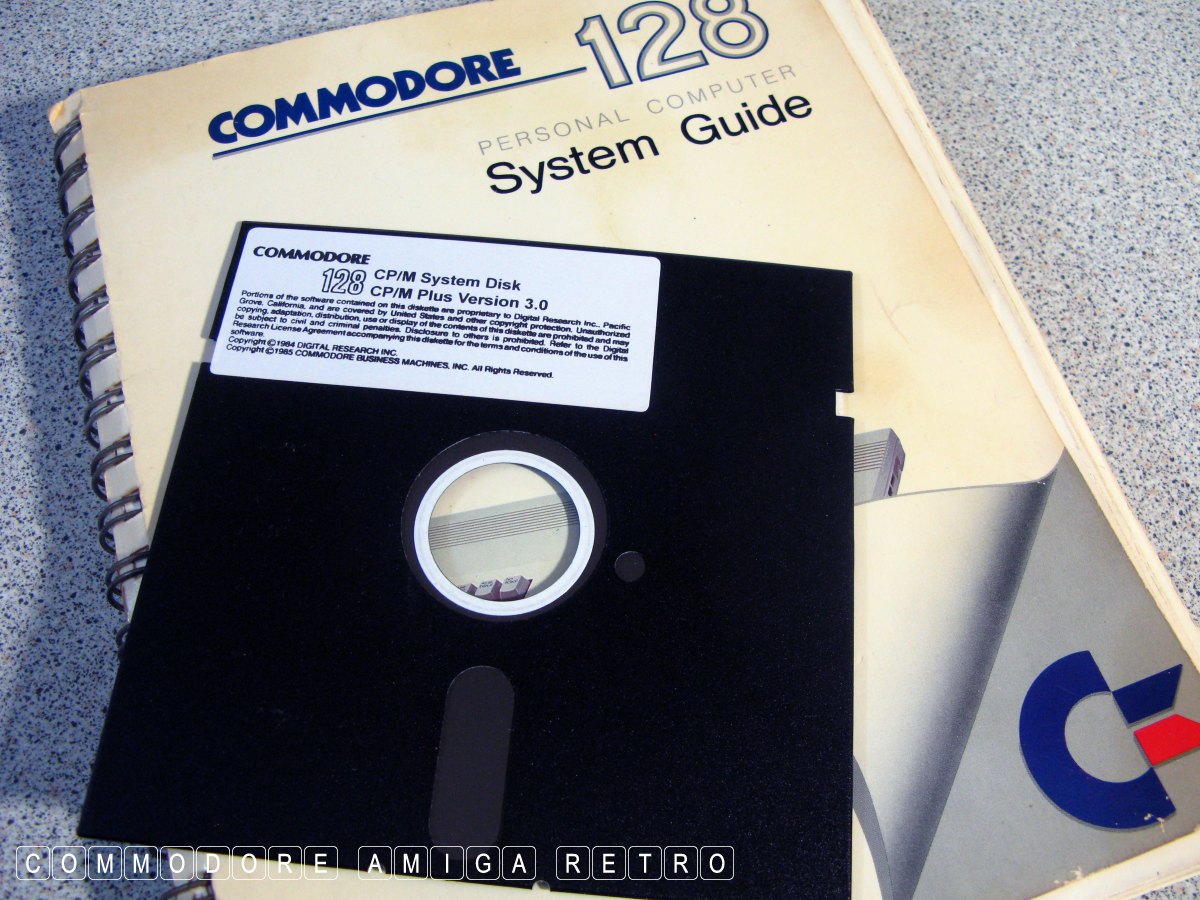 COMMODORE 128
PERSONAL COMPUTER
System Guide
COMMODORE
128 CP/M System Disk
CP/M Plus Version 3.0
Portions of the software contained on this diskette are proprietary to Digital Research Inc., Pacific
Grove, California, and are covered by United States and other copyright protection. Unauthorized
copying, adaptation, distribution, use or display of the contents of this diskette are prohibited and may
be subject to civil and criminal penalties. Disclosure to others is prohibited. Refer to the Digital
Research License Agreement accompanying this diskette for the terms and conditions of the use of this
software.
Copyright ©1984 DIGITAL RESEARCH INC.
Copyright ©1985 COMMODORE BUSINESS MACHINES, INC. All Rights Reserved.
COMMODORE AMIGA RETRO